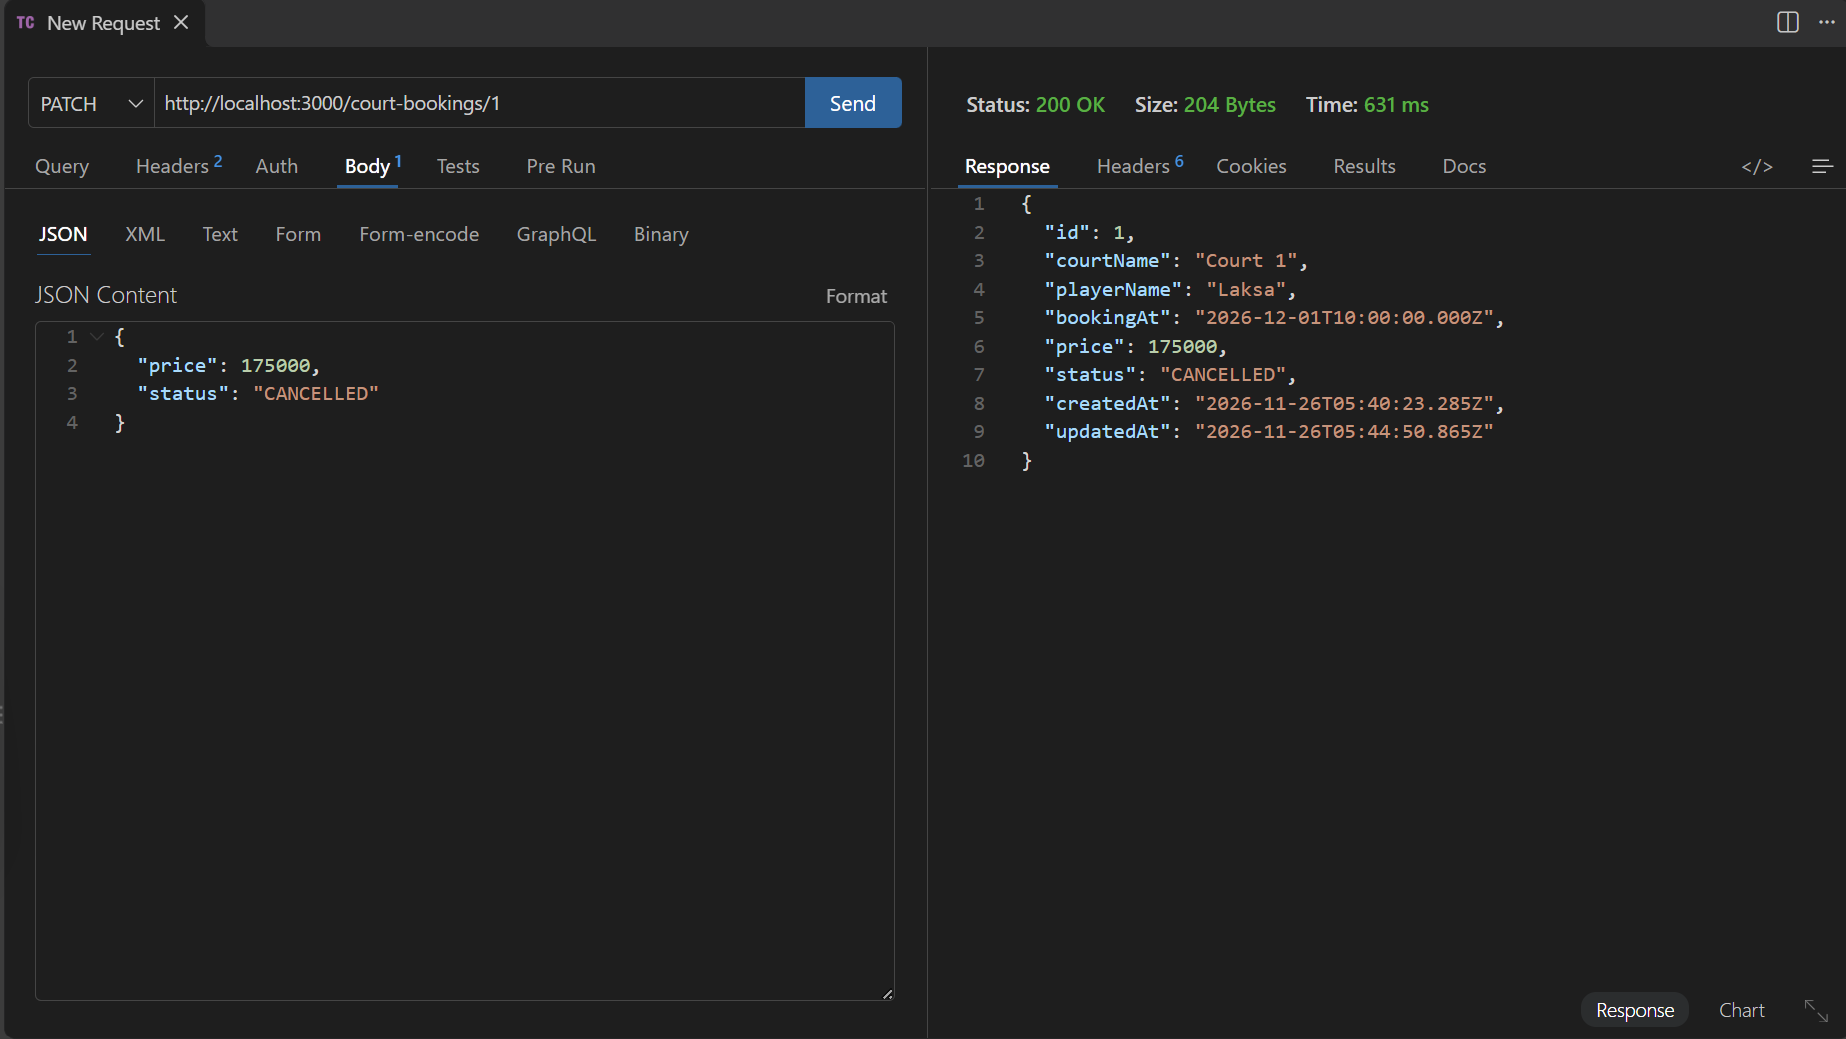 TC New Request
PATCH http://localhost:3000/court-bookings/1 Send
Query Headers 2 Auth Body 1 Tests Pre Run
JSON XML Text Form Form-encode GraphQL Binary
JSON Content Format
1 {
2 "price": 175000,
3 "status": "CANCELLED"
4 }
Status: 200 OK Size: 204 Bytes Time: 631 ms
Response Headers 6 Cookies Results Docs </>
1 {
2 "id": 1,
3 "courtName": "Court 1",
4 "playerName": "Laksa",
5 "bookingAt": "2026-12-01T10:00:00.000Z",
6 "price": 175000,
7 "status": "CANCELLED",
8 "createdAt": "2026-11-26T05:40:23.285Z",
9 "updatedAt": "2026-11-26T05:44:50.865Z"
10 }
Response Chart